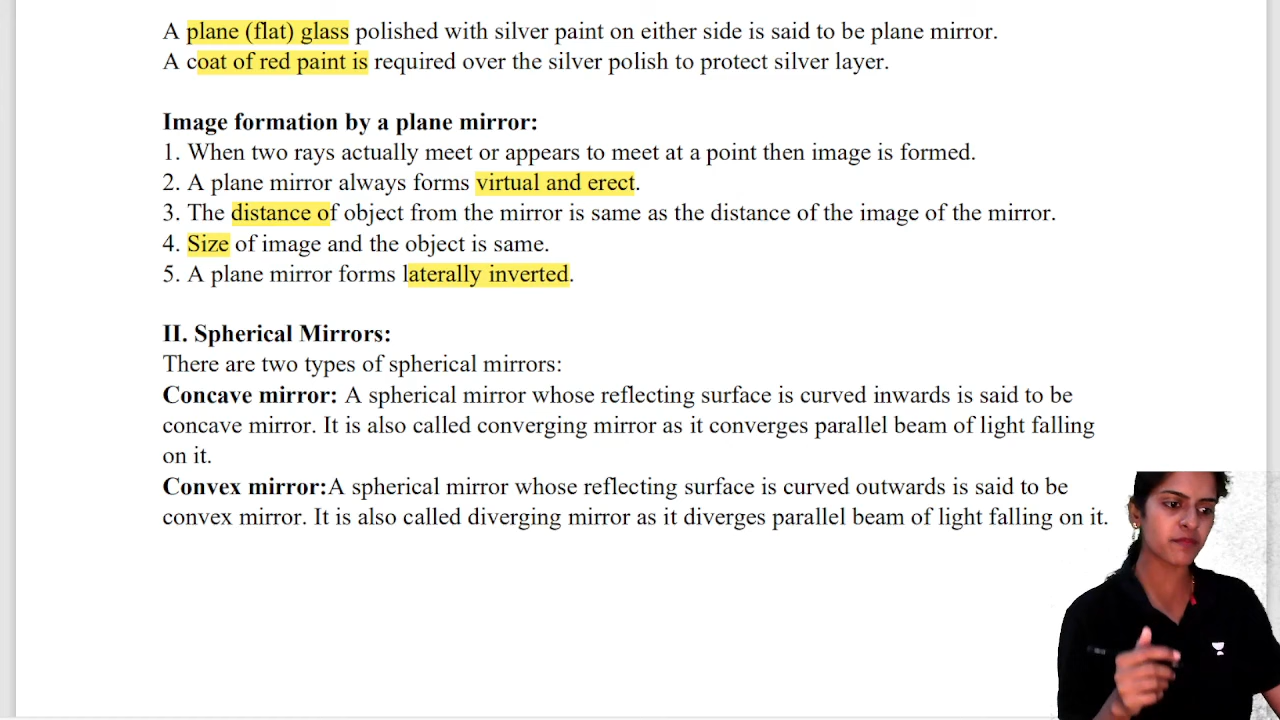 A plane (flat) glass polished with silver paint on either side is said to be plane mirror.
A coat of red paint is required over the silver polish to protect silver layer.
Image formation by a plane mirror:
1. When two rays actually meet or appears to meet at a point then image is formed.
2. A plane mirror always forms virtual and erect.
3. The distance of object from the mirror is same as the distance of the image of the mirror.
4. Size of image and the object is same.
5. A plane mirror forms laterally inverted.
II. Spherical Mirrors:
There are two types of spherical mirrors:
Concave mirror: A spherical mirror whose reflecting surface is curved inwards is said to be
concave mirror. It is also called converging mirror as it converges parallel beam of light falling
on it.
Convex mirror:A spherical mirror whose reflecting surface is curved outwards is said to be
convex mirror. It is also called diverging mirror as it diverges parallel beam of light falling on it.